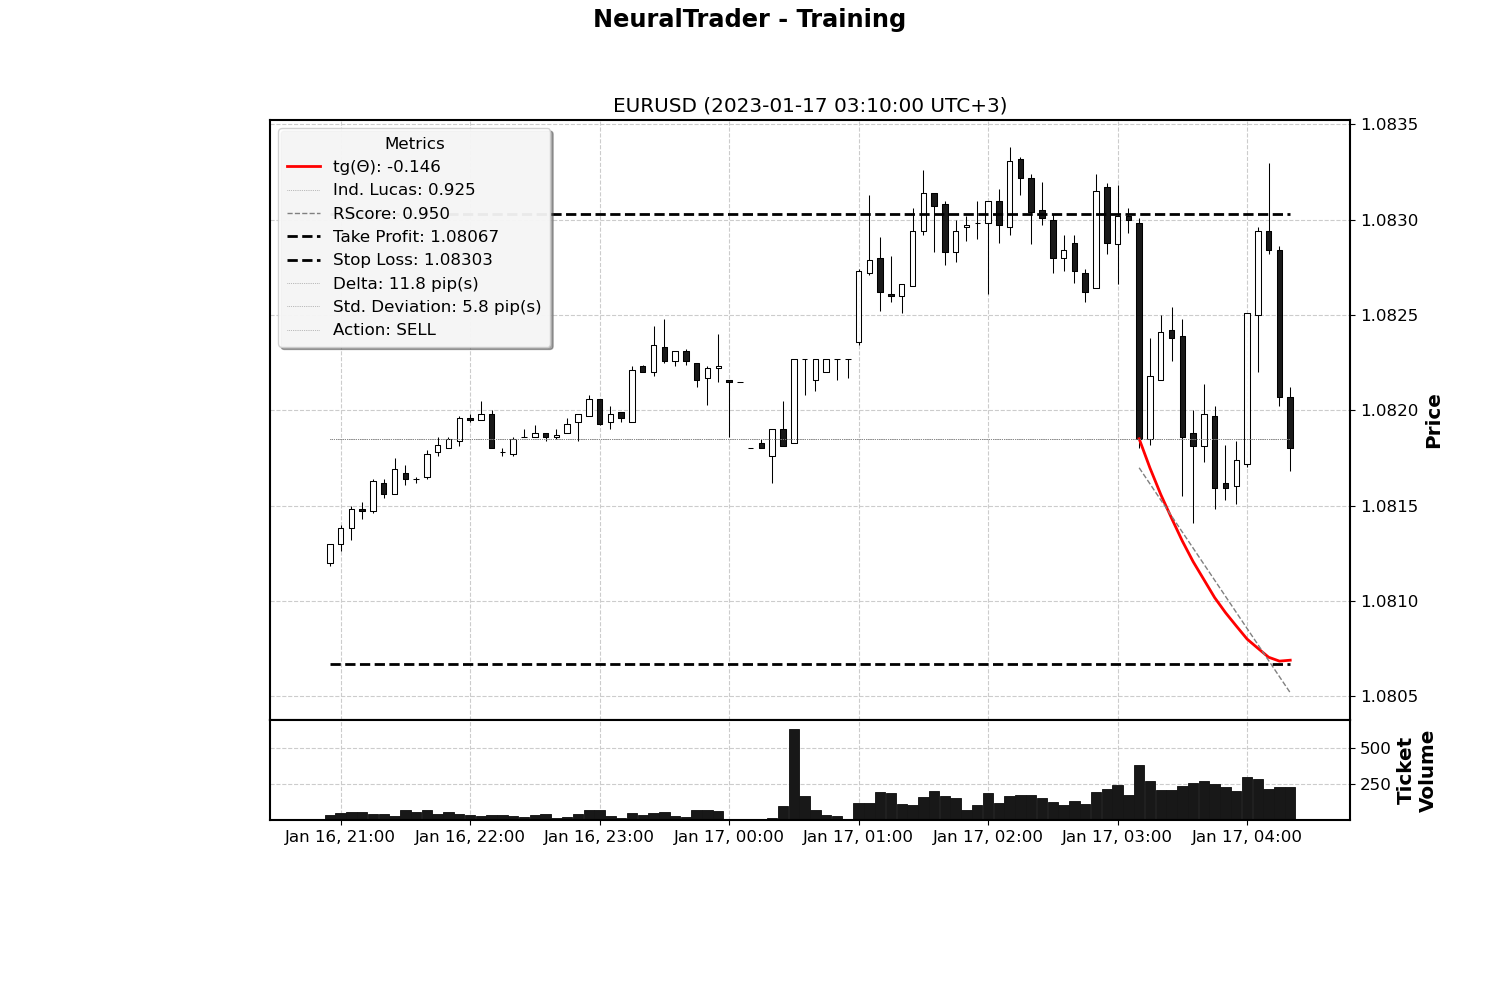 NeuralTrader - Training
EURUSD (2023-01-17 03:10:00 UTC+3)
Metrics
tg(Θ): -0.146
Ind. Lucas: 0.925
RScore: 0.950
Take Profit: 1.08067
Stop Loss: 1.08303
Delta: 11.8 pip(s)
Std. Deviation: 5.8 pip(s)
Action: SELL
1.0835
1.0830
1.0825
1.0820
1.0815
1.0810
1.0805
Price
500
250
Ticket
Volume
Jan 16, 21:00
Jan 16, 22:00
Jan 16, 23:00
Jan 17, 00:00
Jan 17, 01:00
Jan 17, 02:00
Jan 17, 03:00
Jan 17, 04:00